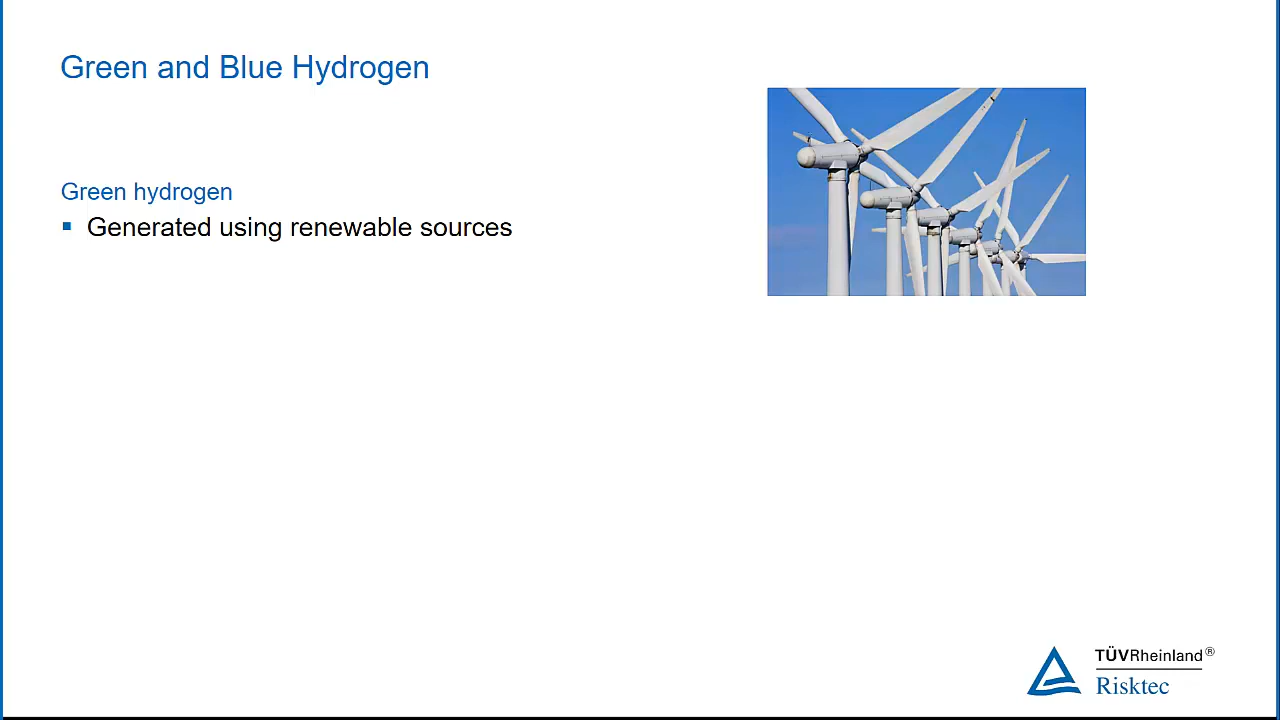 Green and Blue Hydrogen
Green hydrogen
▪ Generated using renewable sources
TÜVRheinland®
Risktec